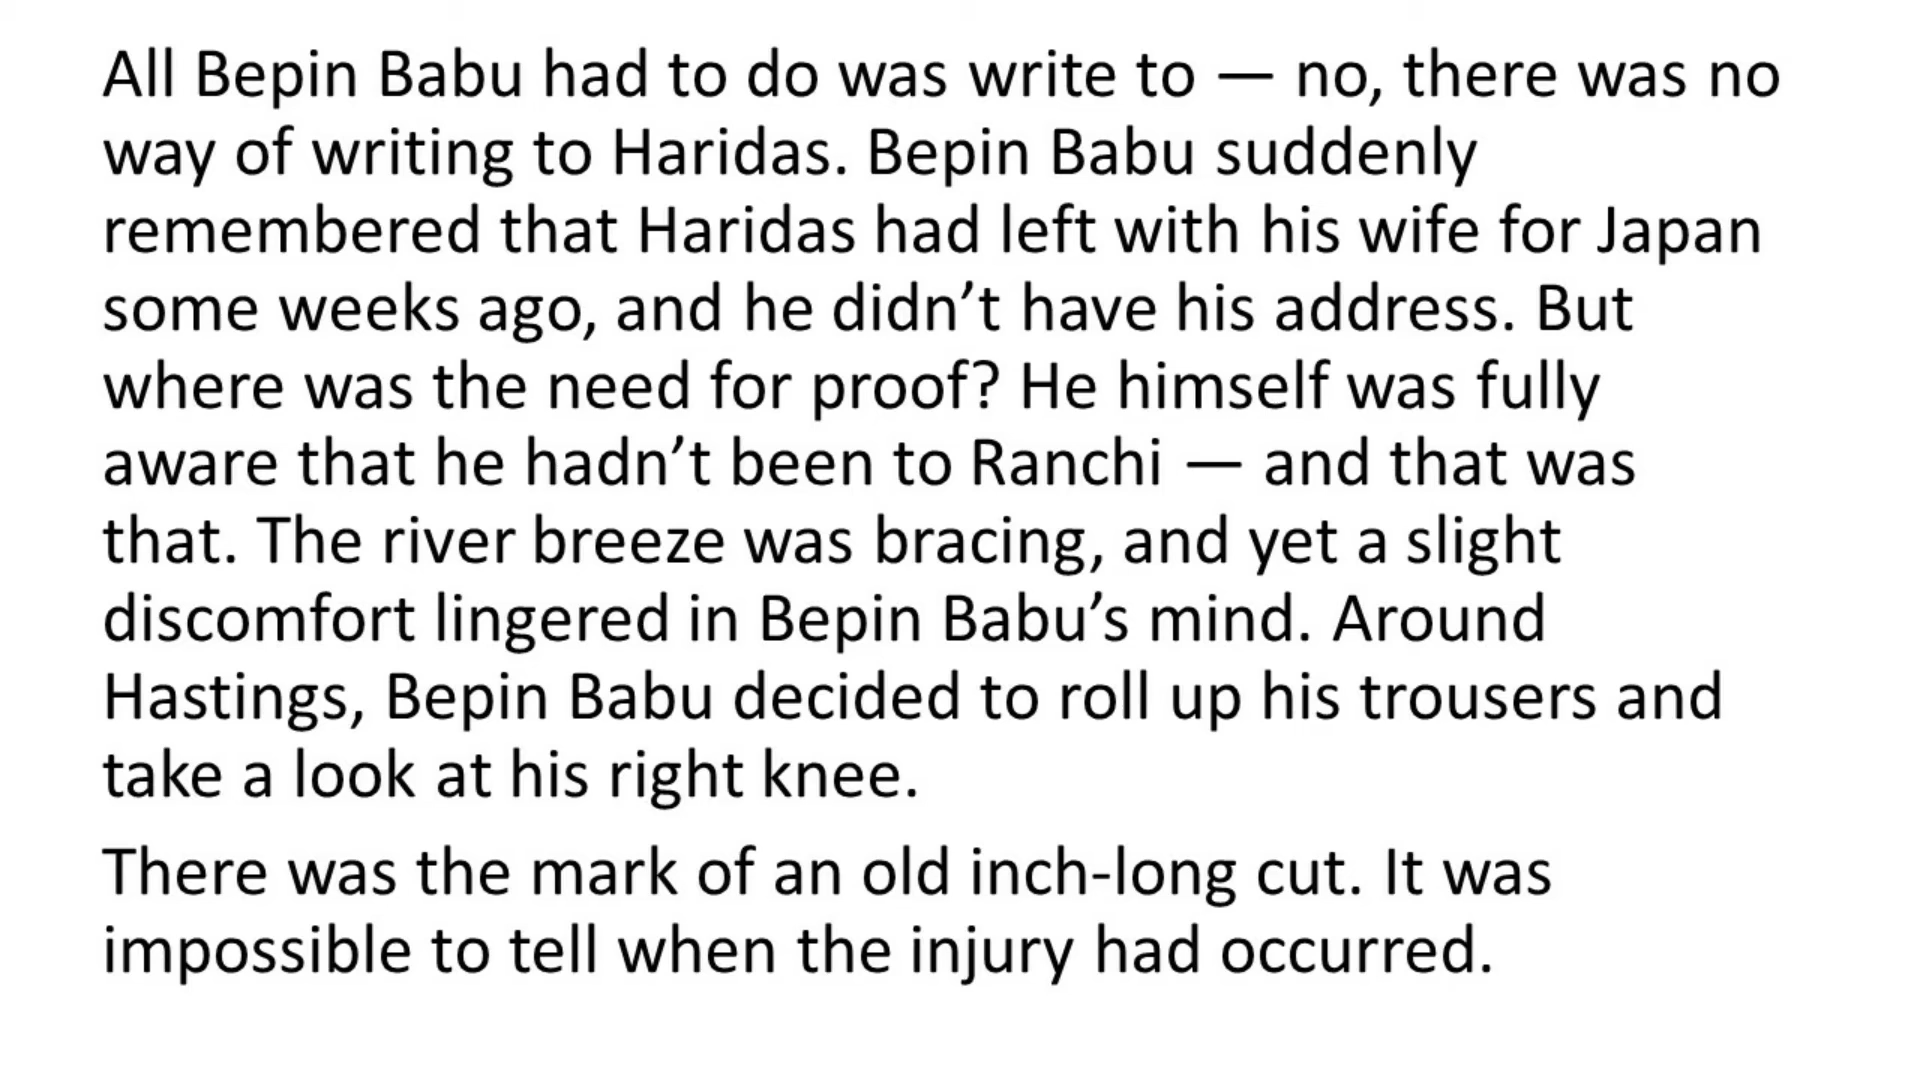 All Bepin Babu had to do was write to — no, there was no
way of writing to Haridas. Bepin Babu suddenly
remembered that Haridas had left with his wife for Japan
some weeks ago, and he didn’t have his address. But
where was the need for proof? He himself was fully
aware that he hadn’t been to Ranchi — and that was
that. The river breeze was bracing, and yet a slight
discomfort lingered in Bepin Babu’s mind. Around
Hastings, Bepin Babu decided to roll up his trousers and
take a look at his right knee.
There was the mark of an old inch-long cut. It was
impossible to tell when the injury had occurred.